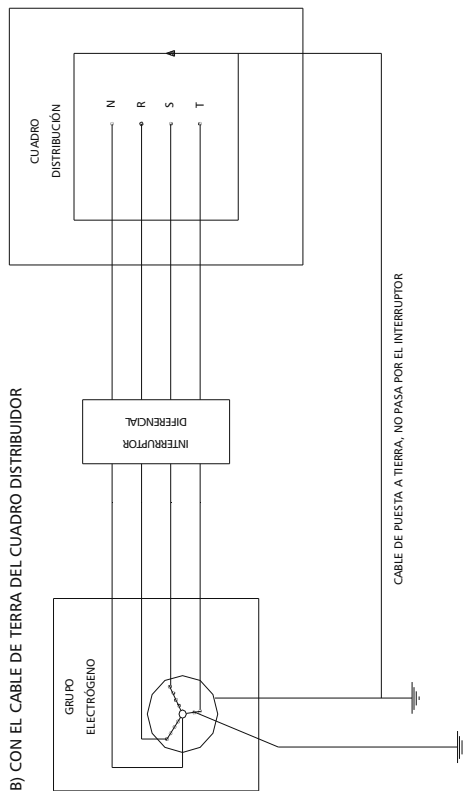 B) CON EL CABLE DE TERRA DEL CUADRO DISTRIBUIDOR
GRUPO
ELECTRÓGENO
INTERRUPTOR
DIFERENCIAL
CUADRO
DISTRIBUCIÓN
N
R
S
T
CABLE DE PUESTA A TIERRA, NO PASA POR EL INTERRUPTOR